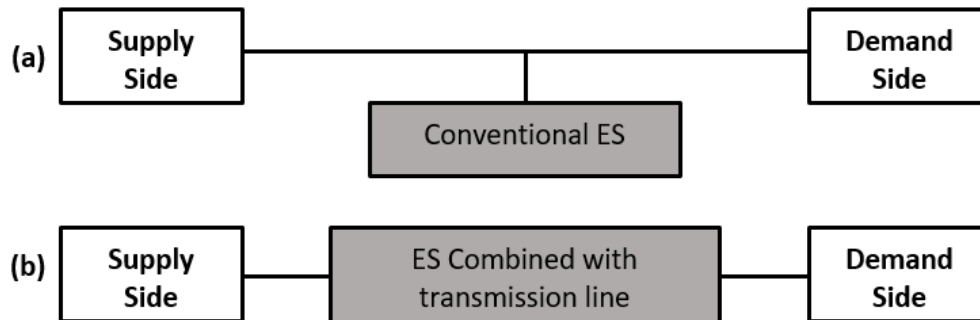 (a)
Supply
Side
Demand
Side
Conventional ES
(b)
Supply
Side
ES Combined with
transmission line
Demand
Side